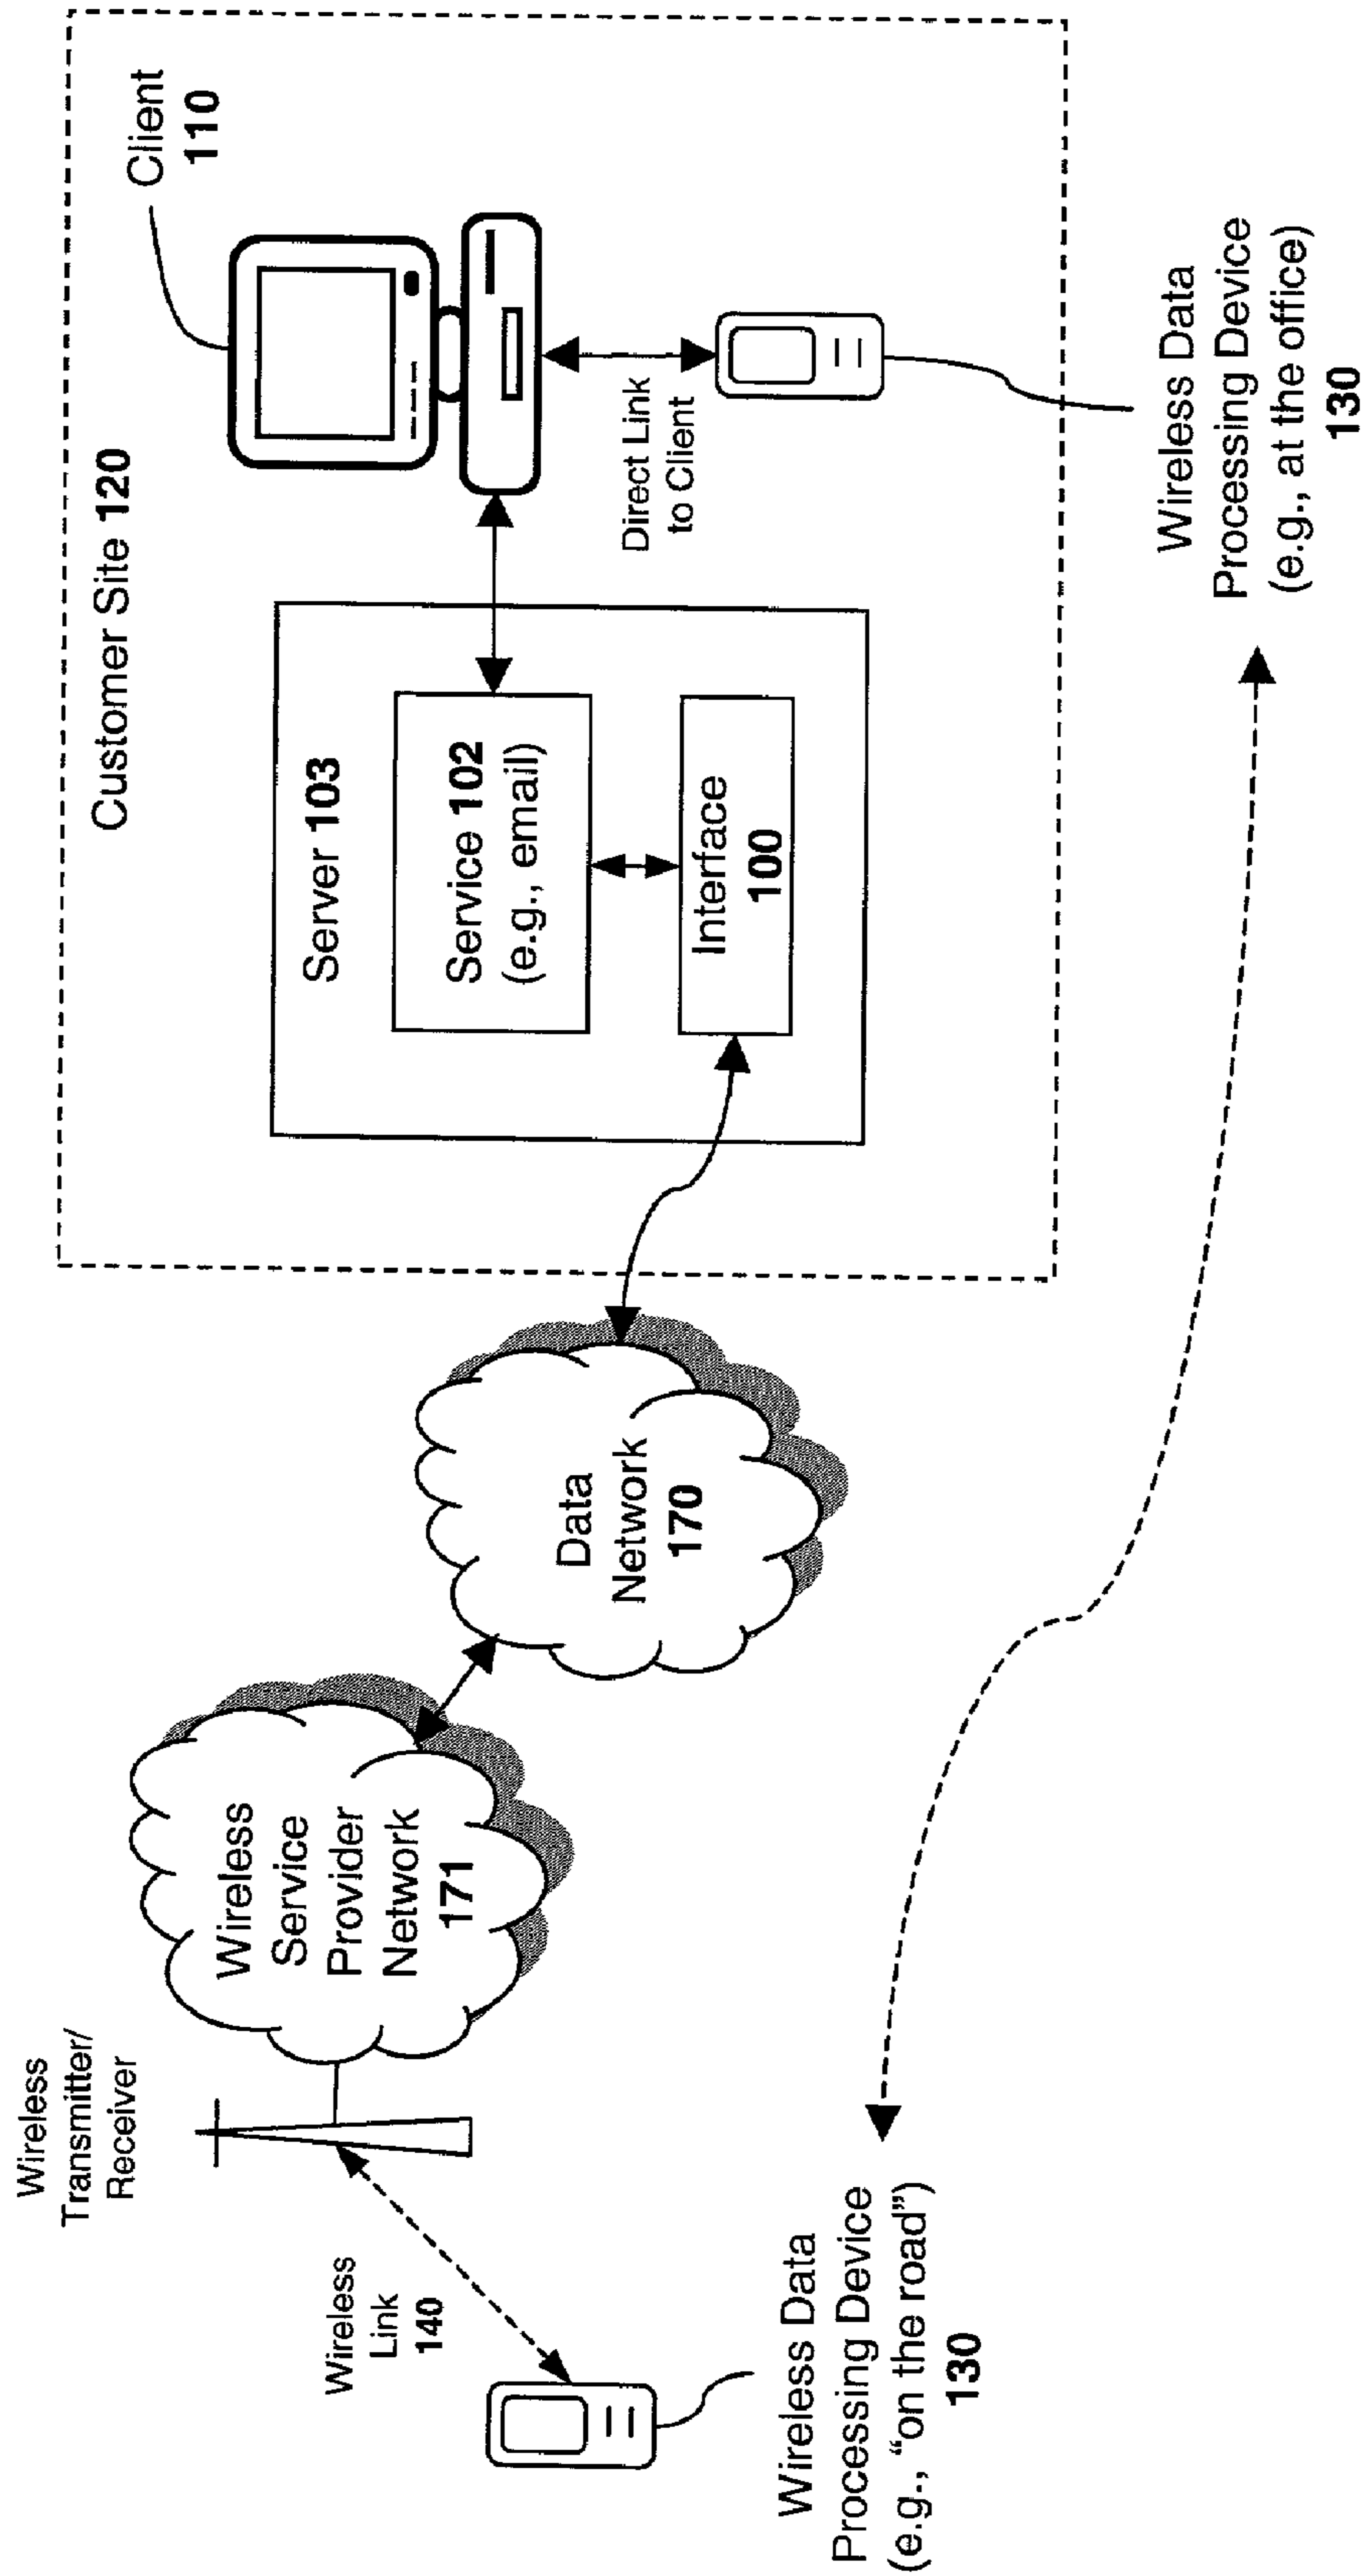 Wireless
Transmitter/
Receiver
Wireless
Link
140
Wireless Data
Processing Device
(e.g., “on the road”)
130
Wireless
Service
Provider
Network
171
Data
Network
170
Customer Site 120
Server 103
Service 102
(e.g., email)
Interface
100
Client
110
Direct Link
to Client
Wireless Data
Processing Device
(e.g., at the office)
130